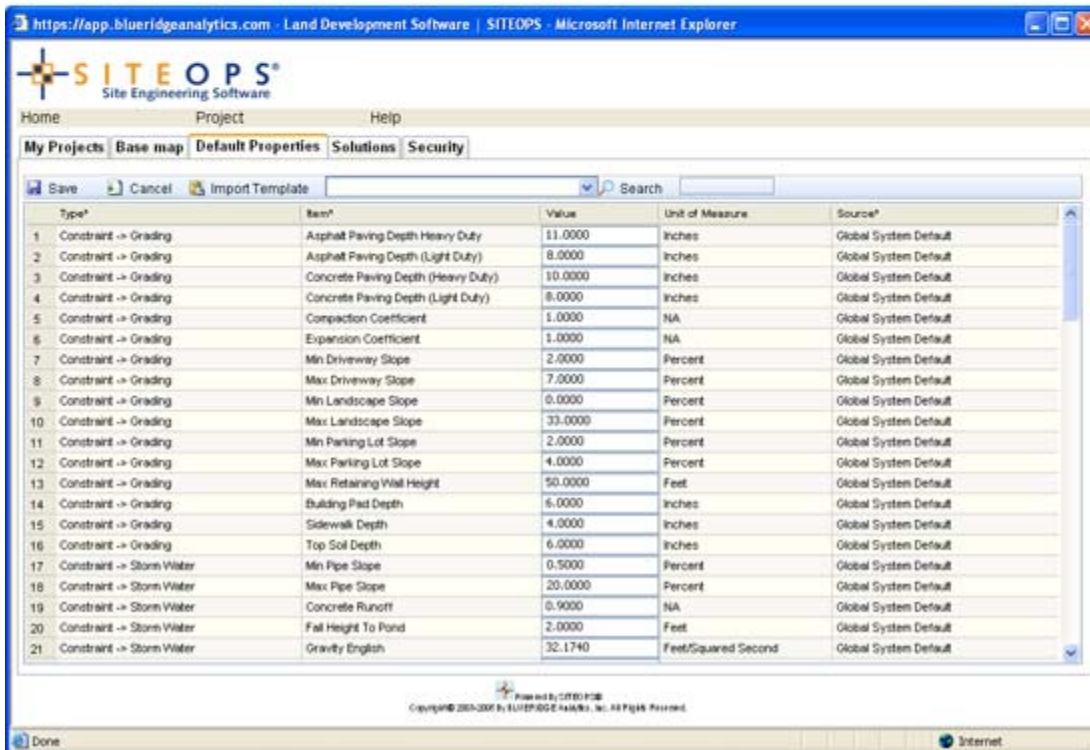 https://app.blueridgeanalytics.com - Land Development Software | SITEOPS - Microsoft Internet Explorer
SITEOPS®
Site Engineering Software
Home Project Help
My Projects Base map Default Properties Solutions Security
Save Cancel Import Template Search
Type* Item* Value Unit of Measure Source*
1 Constraint -> Grading Asphalt Paving Depth Heavy Duty 11.0000 Inches Global System Default
2 Constraint -> Grading Asphalt Paving Depth (Light Duty) 8.0000 Inches Global System Default
3 Constraint -> Grading Concrete Paving Depth (Heavy Duty) 10.0000 Inches Global System Default
4 Constraint -> Grading Concrete Paving Depth (Light Duty) 8.0000 Inches Global System Default
5 Constraint -> Grading Compaction Coefficient 1.0000 NA Global System Default
6 Constraint -> Grading Expansion Coefficient 1.0000 NA Global System Default
7 Constraint -> Grading Min Driveway Slope 2.0000 Percent Global System Default
8 Constraint -> Grading Max Driveway Slope 7.0000 Percent Global System Default
9 Constraint -> Grading Min Landscape Slope 0.0000 Percent Global System Default
10 Constraint -> Grading Max Landscape Slope 33.0000 Percent Global System Default
11 Constraint -> Grading Min Parking Lot Slope 2.0000 Percent Global System Default
12 Constraint -> Grading Max Parking Lot Slope 4.0000 Percent Global System Default
13 Constraint -> Grading Max Retaining Wall Height 50.0000 Feet Global System Default
14 Constraint -> Grading Building Pad Depth 6.0000 Inches Global System Default
15 Constraint -> Grading Sidewalk Depth 4.0000 Inches Global System Default
16 Constraint -> Grading Top Soil Depth 6.0000 Inches Global System Default
17 Constraint -> Storm Water Min Pipe Slope 0.5000 Percent Global System Default
18 Constraint -> Storm Water Max Pipe Slope 20.0000 Percent Global System Default
19 Constraint -> Storm Water Concrete Runoff 0.9000 NA Global System Default
20 Constraint -> Storm Water Fall Height To Pond 2.0000 Feet Global System Default
21 Constraint -> Storm Water Gravity English 32.1740 Feet/Squared Second Global System Default
Powered By SITEOPS®
by BLUERIDGE Analytics, Inc. All Rights Reserved.
Done Internet